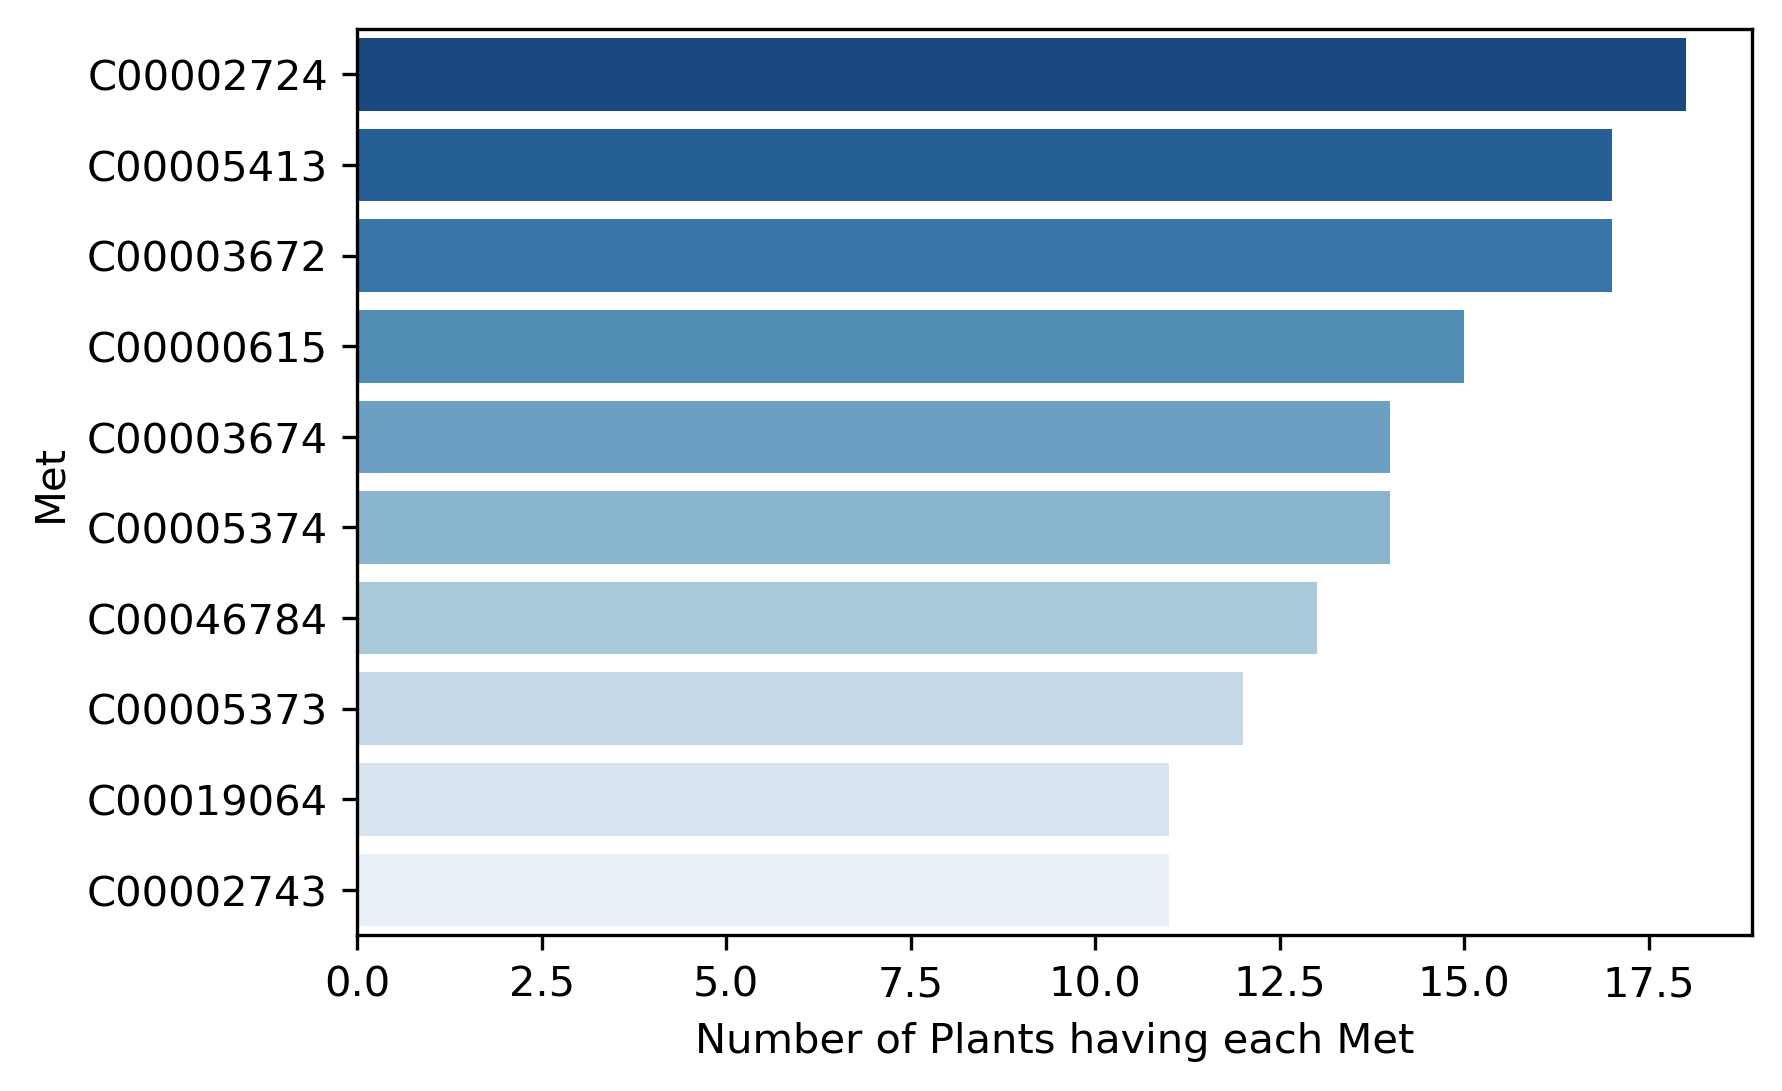 C00002724
C00005413
C00003672
C00000615
C00003674
C00005374
C00046784
C00005373
C00019064
C00002743
Met
0.0 2.5 5.0 7.5 10.0 12.5 15.0 17.5
Number of Plants having each Met